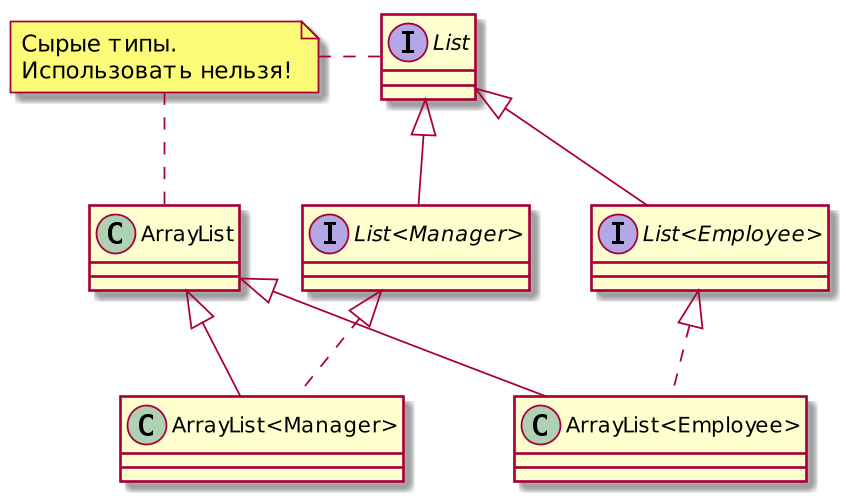 Сырые типы.
Использовать нельзя!
I List
C ArrayList
I List<Manager>
I List<Employee>
C ArrayList<Manager>
C ArrayList<Employee>